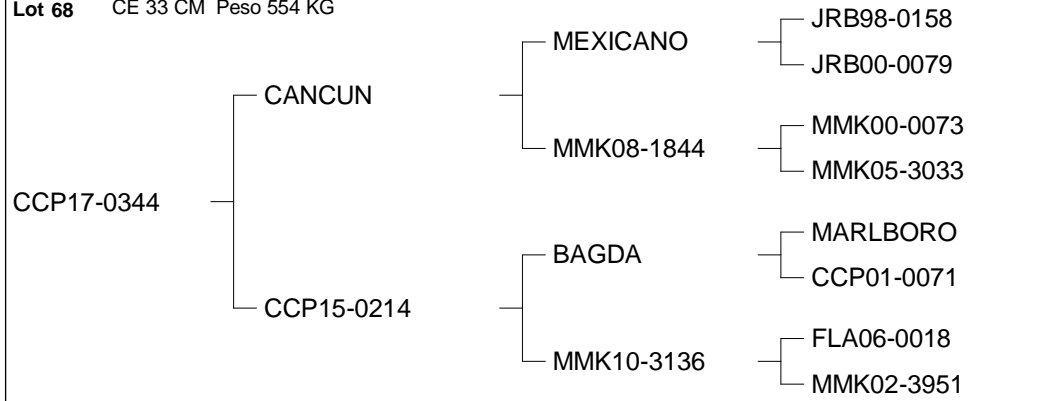 Lot 68 CE 33 CM Peso 554 KG
JRB98-0158
MEXICANO
JRB00-0079
CANCUN
MMK00-0073
MMK08-1844
MMK05-3033
CCP17-0344
MARLBORO
BAGDA
CCP01-0071
CCP15-0214
FLA06-0018
MMK10-3136
MMK02-3951